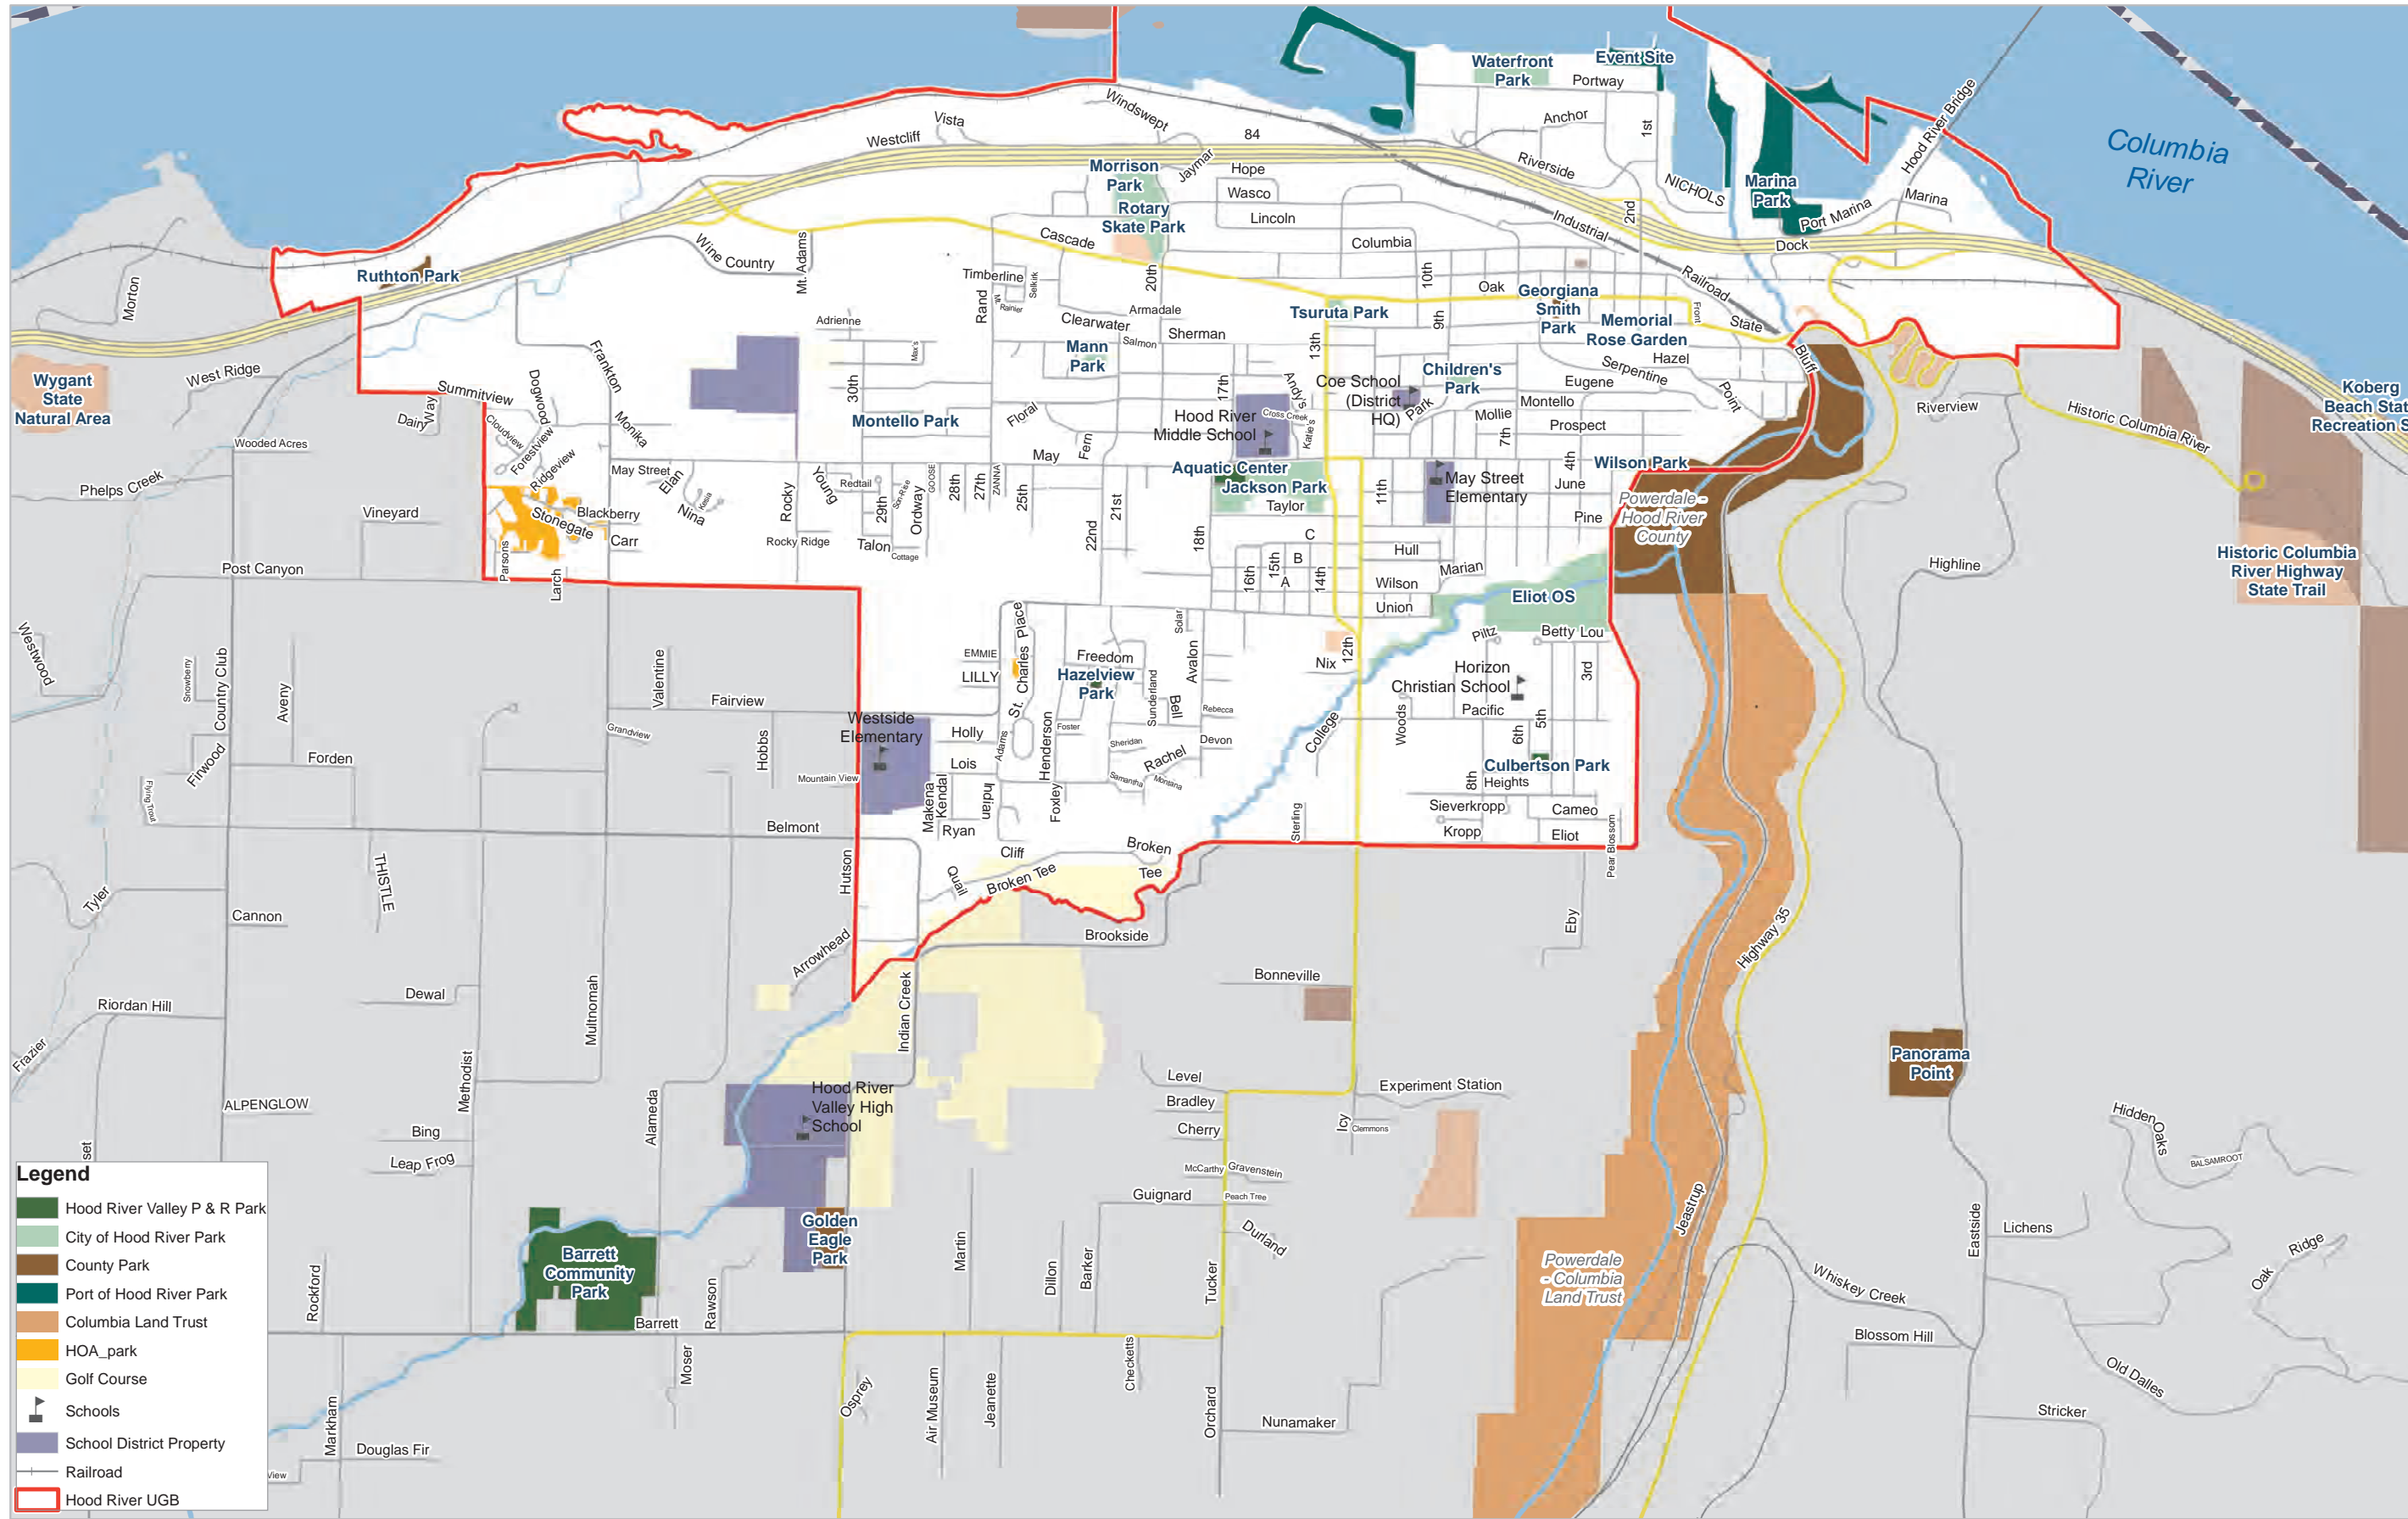 Waterfront
Park
Event Site
Portway
Windswept
Vista
Westcliff
84
Anchor
1st
Hood River Bridge
Columbia
River
Morrison
Park
Jaymar
Hope
Riverside
Wasco
NICHOLS
Marina
Park
Marina
Port Marina
Rotary
Skate Park
Lincoln
2nd
Industrial
Dock
Cascade
Columbia
Wine Country
Mt. Adams
Ruthton Park
Morton
Timberline
Selkirk
Rand
Mt.
Rainier
20th
10th
Oak
Railroad
Georgiana
Smith
Park
Front
State
Armadale
Tsuruta Park
9th
Memorial
Rose Garden
Adrienne
Clearwater
Sherman
13th
Salmon
Mann
Park
Max's
Hazel
Serpentine
Bluff
Frankton
West Ridge
Wygant
State
Natural Area
Summitview
Dogwood
30th
17th
Andy's
Coe School
(District
HQ)
Children's
Park
Park
Eugene
Point
Montello
Koberg
Beach Stat
Recreation S
Riverview
Historic Columbia River
Dairy
Way
Cloudview
Forestview
Monika
Montello Park
Floral
Hood River
Middle School
Cross Creek
Katie's
Mollie
7th
Prospect
Wooded Acres
Ridgeview
May Street
Elan
Fern
May
Aquatic Center
Jackson Park
4th
Wilson Park
Phelps Creek
Kesia
Nina
Young
Redtail
29th
Son-Rise
Ordway
GOOSE
28th
27th
ZANNA
25th
21st
22nd
18th
Taylor
11th
May Street
Elementary
June
Powerdale -
Hood River
County
Vineyard
Stonegate
Blackberry
Carr
Rocky
Rocky Ridge
Talon
Cottage
Pine
C
B
A
16th
15th
14th
Hull
Marian
Wilson
Union
Eliot OS
Highline
Historic Columbia
River Highway
State Trail
Post Canyon
Parsons
Larch
Westwood
Snowberry
Country Club
Aveny
Valentine
Fairview
EMMIE
LILLY
St. Charles Place
Freedom
Hazelview
Park
Solar
Avalon
Sunderland
Bell
Rebecca
Nix
12th
Piltz
Betty Lou
Horizon
Christian School
3rd
Pacific
Woods
5th
6th
Westside
Elementary
Grandview
Hobbs
Holly
Adams
Foster
Henderson
Sheridan
Rachel
Devon
College
Firwood
Forden
Mountain View
Lois
Samantha
Montana
Culbertson Park
8th
Heights
Flying Trout
Makena
Kendal
Indian
Foxley
Sieverkropp
Cameo
Belmont
Ryan
Sterling
Kropp
Eliot
Pear Blossom
Hutson
Cliff
Broken
Tee
Quail
Broken Tee
THISTLE
Tyler
Cannon
Brookside
Eby
Highway 35
Arrowhead
Bonneville
Riordan Hill
Dewal
Multnomah
Indian Creek
Frazier
Methodist
Level
Experiment Station
Panorama
Point
Hood River
Valley High
School
ALPENGLOW
Alameda
Bradley
Cherry
Icy
Clemmons
Hidden
Oaks
BALSAMROOT
Bing
Leap Frog
set
McCarthy
Gravenstein
Guignard
Peach Tree
Jeastrup
Golden
Eagle
Park
Martin
Durland
Eastside
Lichens
Barrett
Community
Park
Rockford
Rawson
Dillon
Barker
Tucker
Powerdale
- Columbia
Land Trust
Whiskey Creek
Oak
Ridge
Barrett
Blossom Hill
Moser
Checketts
Old Dalles
Markham
Osprey
Air Museum
Jeanette
Orchard
Nunamaker
Stricker
Douglas Fir
View
Legend
Hood River Valley P & R Park
City of Hood River Park
County Park
Port of Hood River Park
Columbia Land Trust
HOA_park
Golf Course
Schools
School District Property
Railroad
Hood River UGB